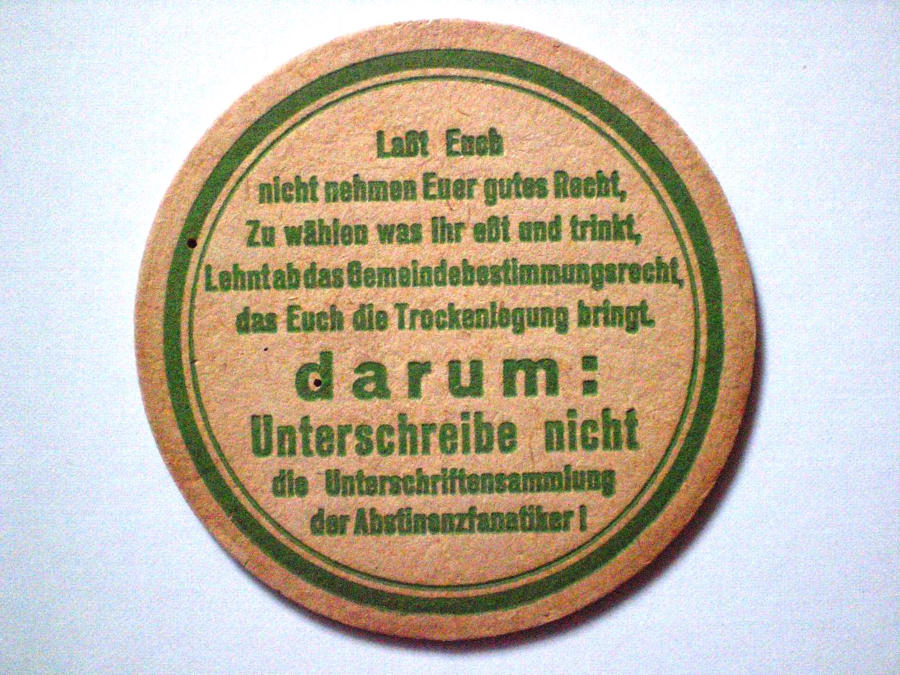 Laßt Euch
nicht nehmen Euer gutes Recht,
Zu wählen was Ihr eßt und trinkt,
Lehnt ab das Gemeindebestimmungsrecht,
das Euch die Trockenlegung bringt.
darum:
Unterschreibe nicht
die Unterschriftensammlung
der Abstinenzfanatiker!